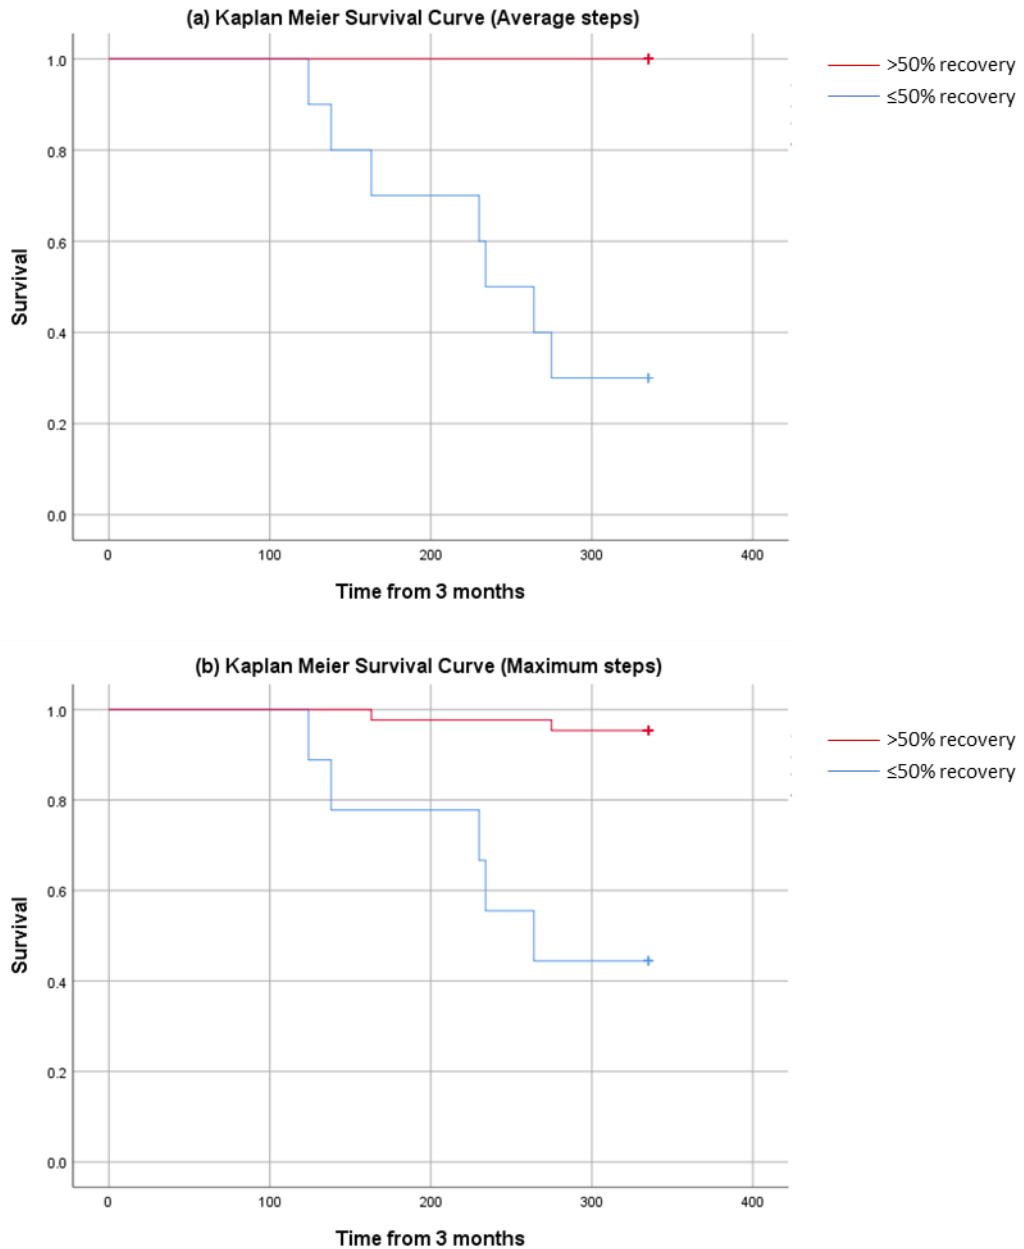 (a) Kaplan Meier Survival Curve (Average steps)
1.0
0.8
0.6
0.4
0.2
0.0
Survival
0 100 200 300 400
Time from 3 months
>50% recovery
≤50% recovery
(b) Kaplan Meier Survival Curve (Maximum steps)
1.0
0.8
0.6
0.4
0.2
0.0
Survival
0 100 200 300 400
Time from 3 months
>50% recovery
≤50% recovery